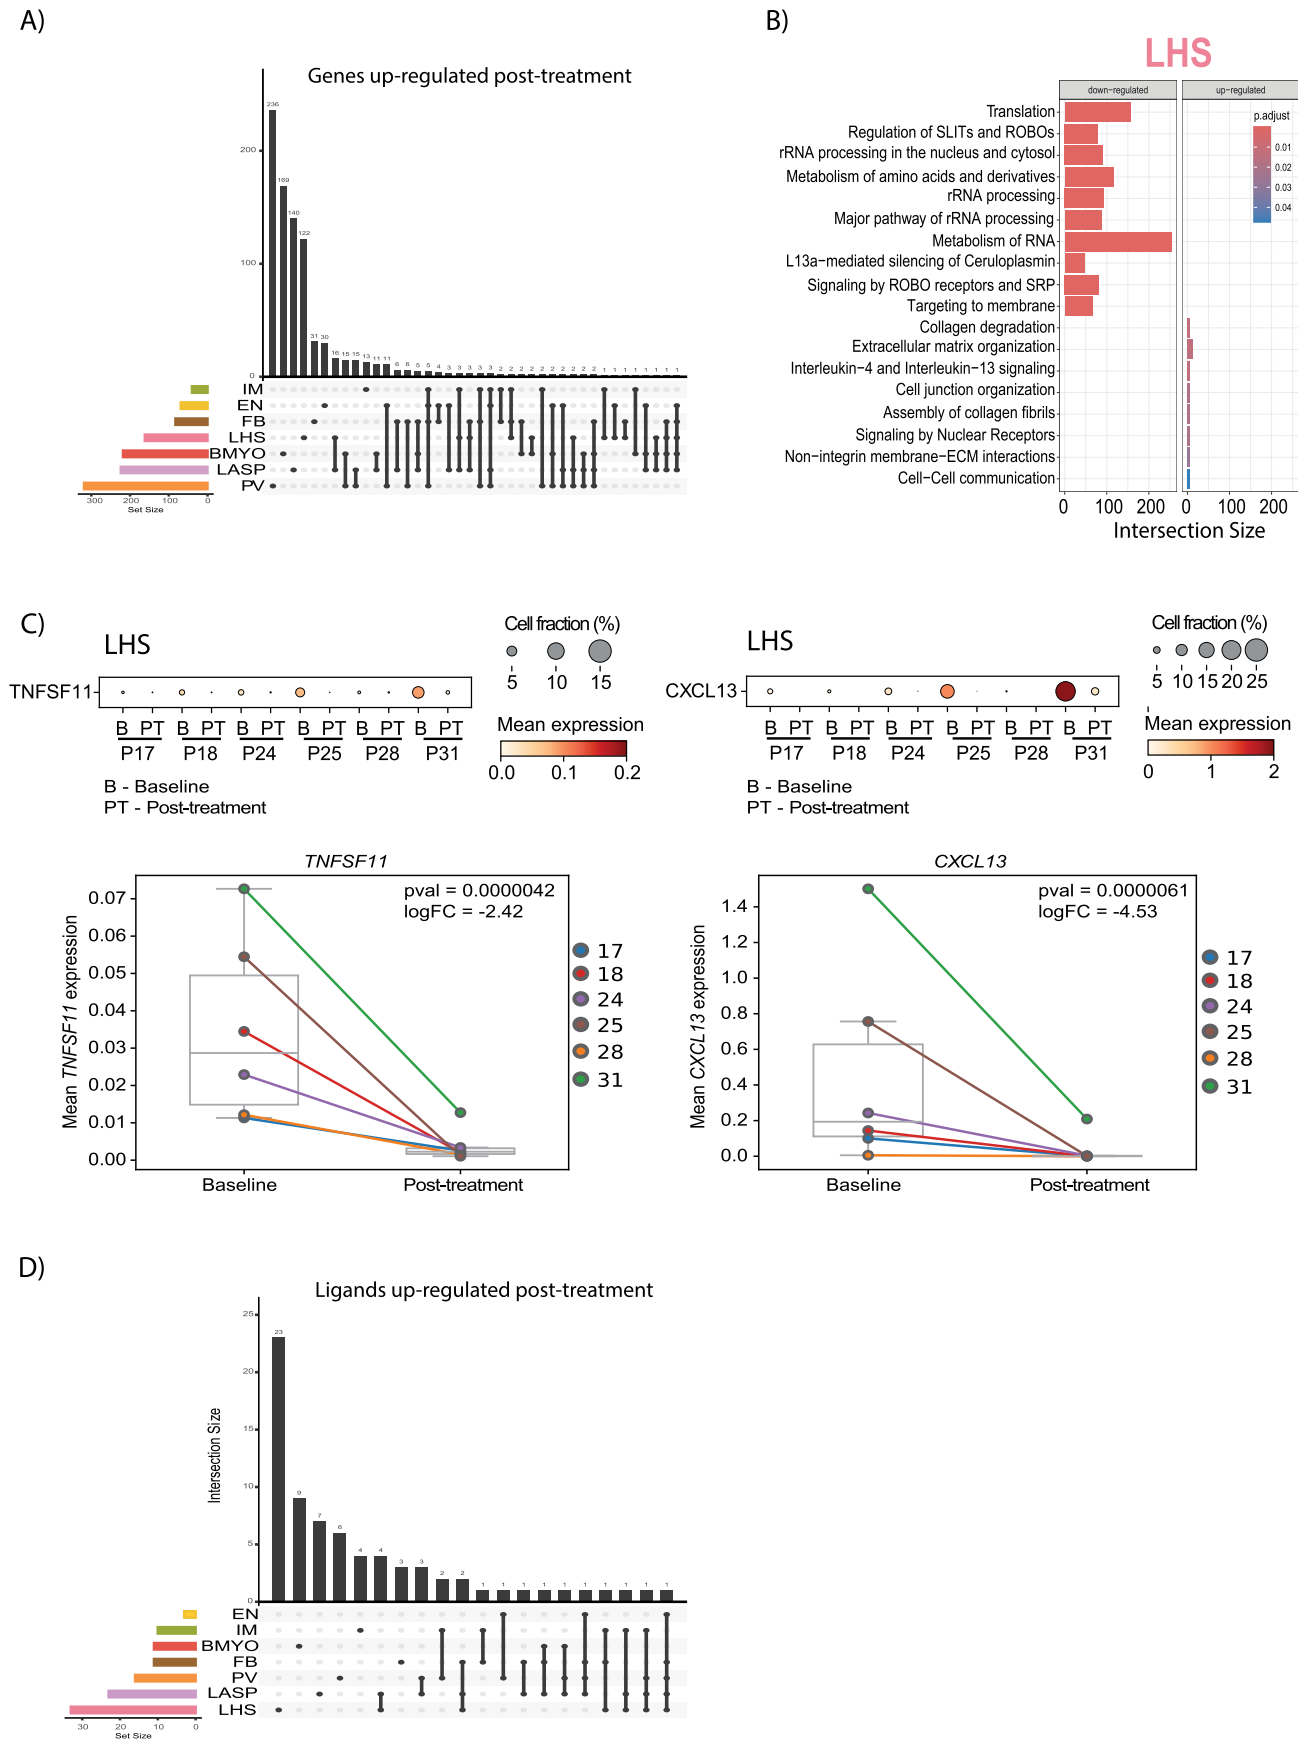 A)
Genes up-regulated post-treatment
236
200
169
140
122
100
31 30 16 15 15 13 11 11 6 6 5 5 4 3 3 3 3 3 2 2 2 2 2 2 2 2 2 2 1 1 1 1 1 1 1 1
0
IM
EN
FB
LHS
BMYO
LASP
PV
300 200 100 0
Set Size
B)
LHS
down−regulated up−regulated
p.adjust
0.01
0.02
0.03
0.04
Translation
Regulation of SLITs and ROBOs
rRNA processing in the nucleus and cytosol
Metabolism of amino acids and derivatives
rRNA processing
Major pathway of rRNA processing
Metabolism of RNA
L13a−mediated silencing of Ceruloplasmin
Signaling by ROBO receptors and SRP
Targeting to membrane
Collagen degradation
Extracellular matrix organization
Interleukin−4 and Interleukin−13 signaling
Cell junction organization
Assembly of collagen fibrils
Signaling by Nuclear Receptors
Non−integrin membrane−ECM interactions
Cell−Cell communication
0 100 200 0 100 200
Intersection Size
C)
LHS
Cell fraction (%)
5 10 15
TNFSF11
B PT B PT B PT B PT B PT B PT
P17 P18 P24 P25 P28 P31
Mean expression
0.0 0.1 0.2
B - Baseline
PT - Post-treatment
LHS
Cell fraction (%)
5 10 15 20 25
CXCL13
B PT B PT B PT B PT B PT B PT
P17 P18 P24 P25 P28 P31
Mean expression
0 1 2
B - Baseline
PT - Post-treatment
TNFSF11
pval = 0.0000042
logFC = -2.42
Mean TNFSF11 expression
0.07
0.06
0.05
0.04
0.03
0.02
0.01
0.00
Baseline Post-treatment
17
18
24
25
28
31
CXCL13
pval = 0.0000061
logFC = -4.53
Mean CXCL13 expression
1.4
1.2
1.0
0.8
0.6
0.4
0.2
0.0
Baseline Post-treatment
17
18
24
25
28
31
D)
Ligands up-regulated post-treatment
Intersection Size
25
20
15
10
5
0
23 9 7 6 4 4 3 3 2 2 1 1 1 1 1 1 1 1 1 1
EN
IM
BMYO
FB
PV
LASP
LHS
30 20 10 0
Set Size